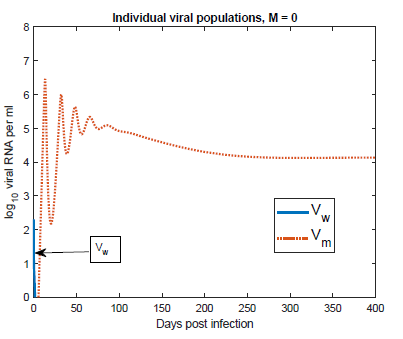 Individual viral populations, M = 0
log10 viral RNA per ml
8
7
6
5
4
3
2
1
0
Vw
Vw
Vm
0 50 100 150 200 250 300 350 400
Days post infection